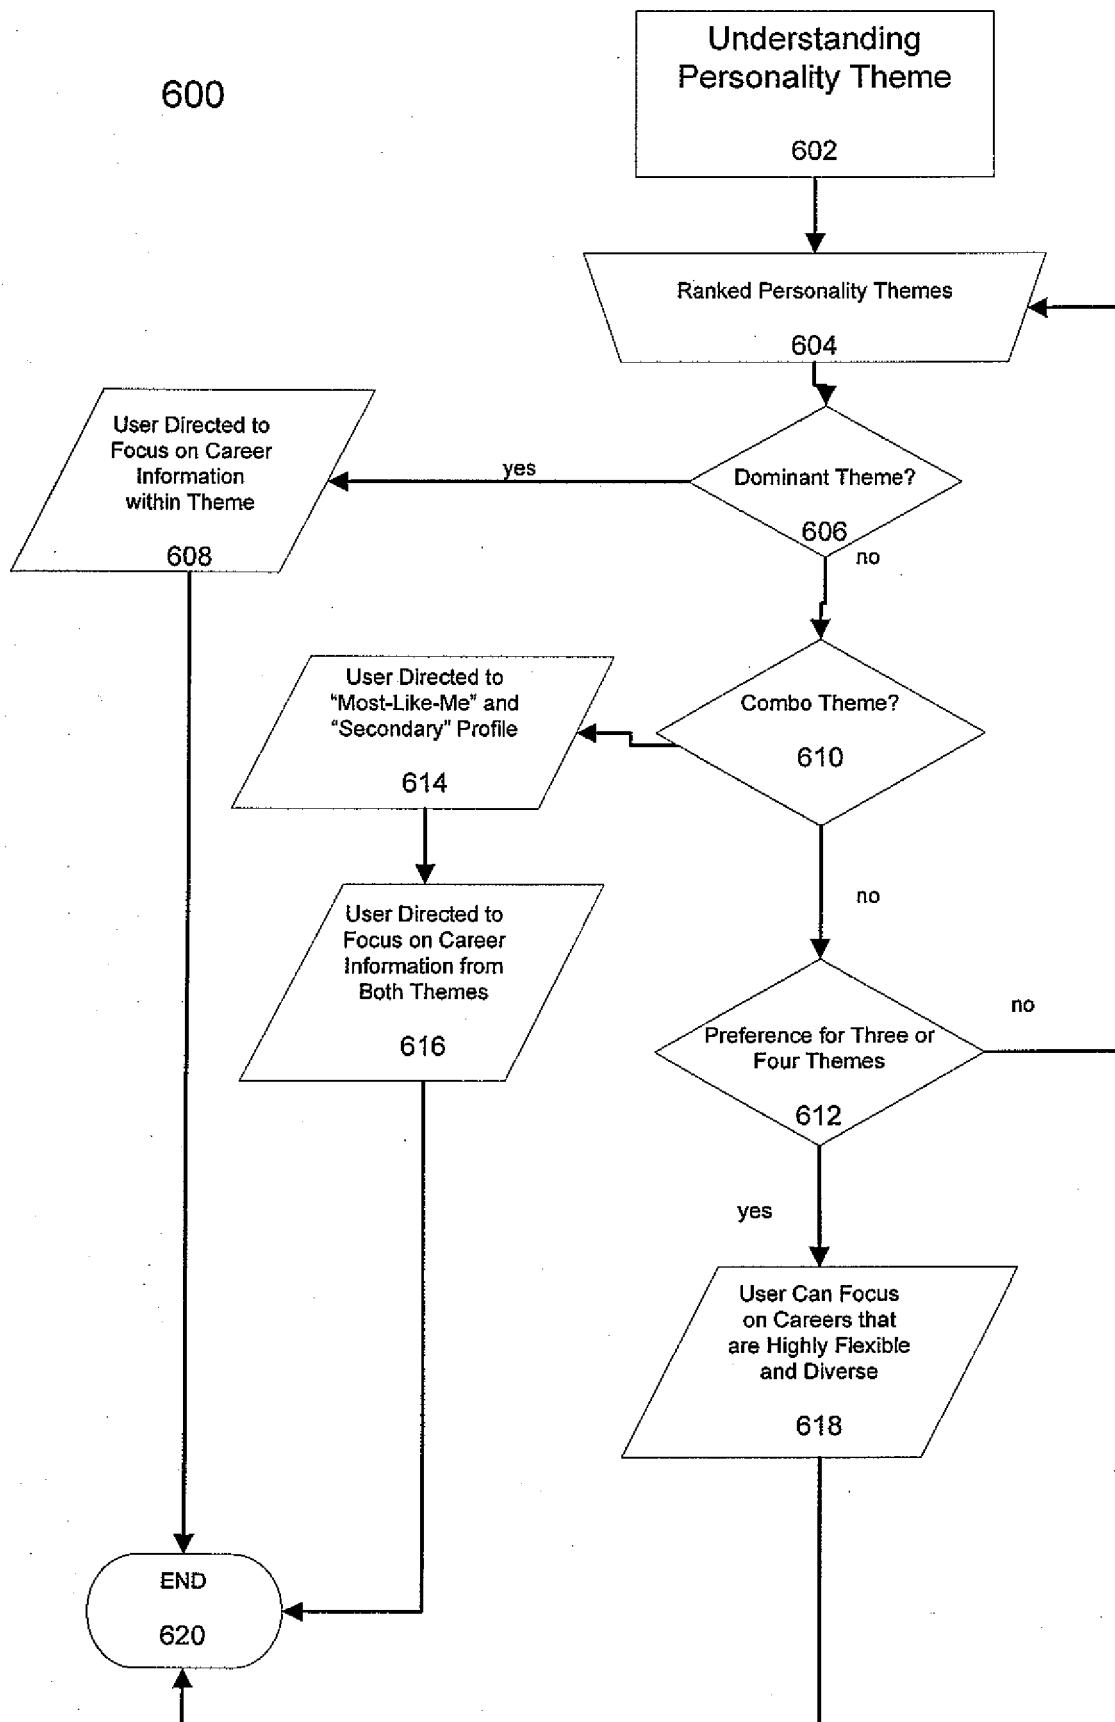 600
Understanding
Personality Theme
602
Ranked Personality Themes
604
Dominant Theme?
606
yes
no
User Directed to
Focus on Career
Information
within Theme
608
Combo Theme?
610
no
User Directed to
“Most-Like-Me” and
“Secondary” Profile
614
User Directed to
Focus on Career
Information from
Both Themes
616
Preference for Three or
Four Themes
612
no
yes
User Can Focus
on Careers that
are Highly Flexible
and Diverse
618
END
620